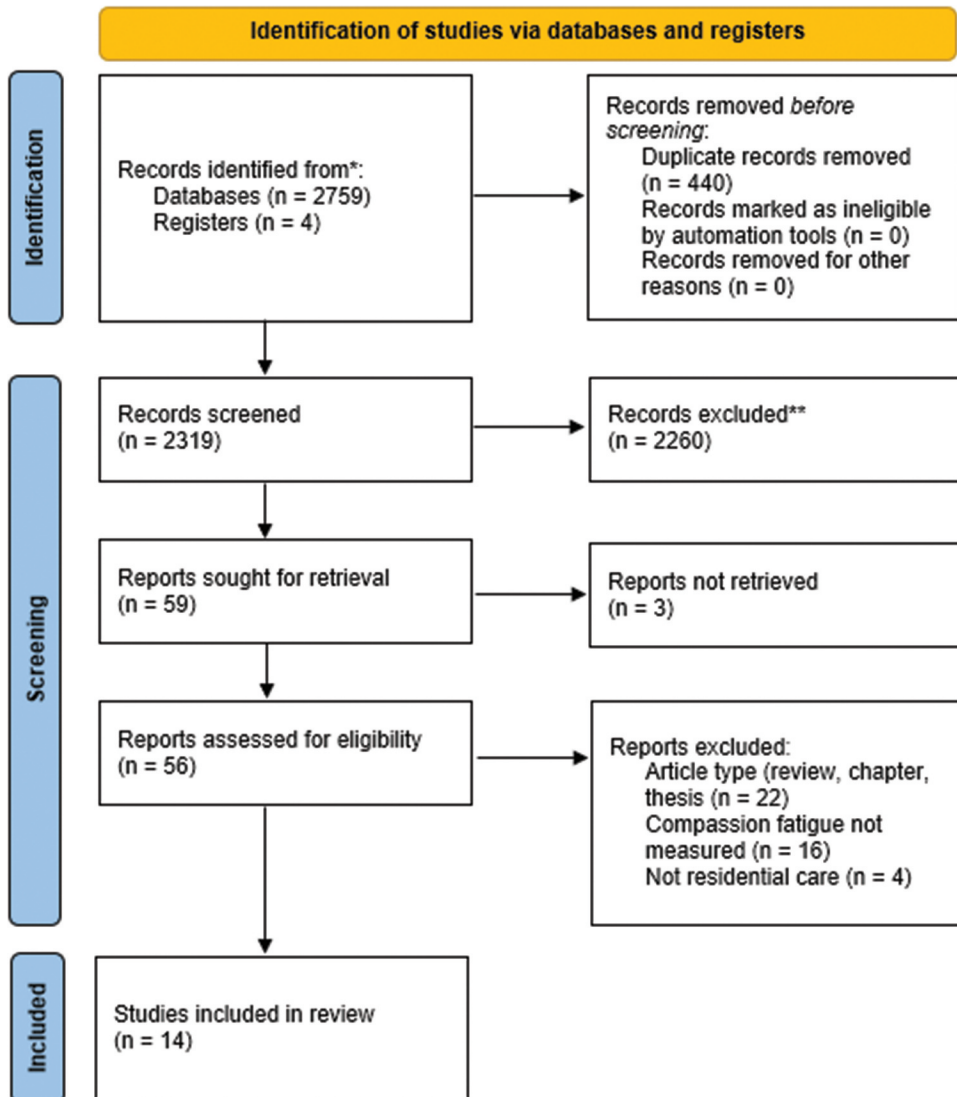 Identification of studies via databases and registers
Identification
Records identified from*:
Databases (n = 2759)
Registers (n = 4)
Records removed before
screening:
Duplicate records removed
(n = 440)
Records marked as ineligible
by automation tools (n = 0)
Records removed for other
reasons (n = 0)
Screening
Records screened
(n = 2319)
Records excluded**
(n = 2260)
Reports sought for retrieval
(n = 59)
Reports not retrieved
(n = 3)
Reports assessed for eligibility
(n = 56)
Reports excluded:
Article type (review, chapter,
thesis (n = 22)
Compassion fatigue not
measured (n = 16)
Not residential care (n = 4)
Included
Studies included in review
(n = 14)